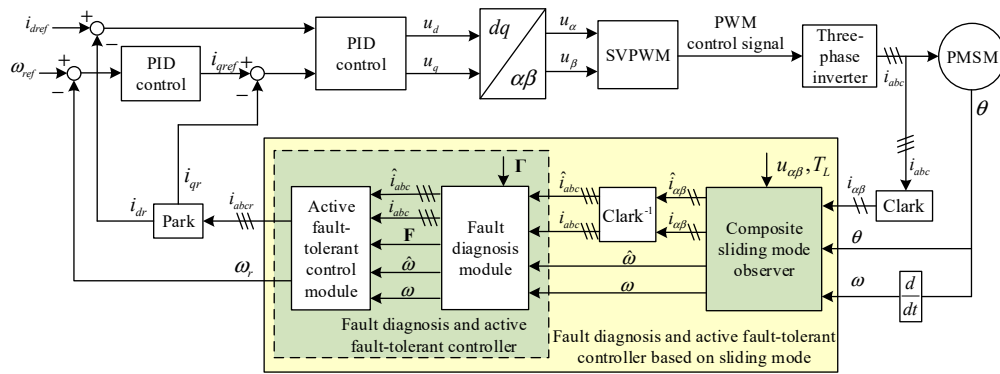 i_dref
+
−
ω_ref
+
−
PID
control
i_qref
+
−
PID
control
u_d
u_q
dq
αβ
u_α
u_β
SVPWM
PWM
control signal
Three-
phase
inverter
i_abc
PMSM
θ
i_abc
Clark
i_αβ
θ
ω
d
dt
u_αβ, T_L
Composite
sliding mode
observer
î_αβ
i_αβ
ω̂
ω
Clark⁻¹
î_abc
i_abc
Γ
Fault
diagnosis
module
î_abc
i_abc
F
ω̂
ω
Active
fault-
tolerant
control
module
i_abcr
Park
i_dr
i_qr
ω_r
Fault diagnosis and active
fault-tolerant controller
Fault diagnosis and active fault-tolerant
controller based on sliding mode